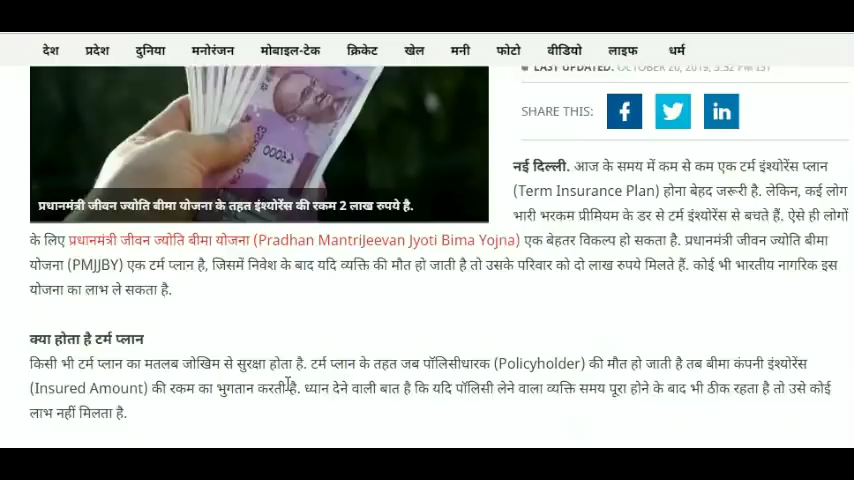 देश प्रदेश दुनिया मनोरंजन मोबाइल-टेक क्रिकेट खेल मनी फोटो वीडियो लाइफ धर्म
LAST UPDATED: OCTOBER 20, 2019, 3:52 PM IST
SHARE THIS:
प्रधानमंत्री जीवन ज्योति बीमा योजना के तहत इंश्योरेंस की रकम 2 लाख रुपये है.
नई दिल्ली. आज के समय में कम से कम एक टर्म इंश्योरेंस प्लान
(Term Insurance Plan) होना बेहद जरूरी है. लेकिन, कई लोग
भारी भरकम प्रीमियम के डर से टर्म इंश्योरेंस से बचते हैं. ऐसे ही लोगों
के लिए प्रधानमंत्री जीवन ज्योति बीमा योजना (Pradhan MantriJeevan Jyoti Bima Yojna) एक बेहतर विकल्प हो सकता है. प्रधानमंत्री जीवन ज्योति बीमा
योजना (PMJJBY) एक टर्म प्लान है, जिसमें निवेश के बाद यदि व्यक्ति की मौत हो जाती है तो उसके परिवार को दो लाख रुपये मिलते हैं. कोई भी भारतीय नागरिक इस
योजना का लाभ ले सकता है.
क्या होता है टर्म प्लान
किसी भी टर्म प्लान का मतलब जोखिम से सुरक्षा होता है. टर्म प्लान के तहत जब पॉलिसीधारक (Policyholder) की मौत हो जाती है तब बीमा कंपनी इंश्योरेंस
(Insured Amount) की रकम का भुगतान करती है. ध्यान देने वाली बात है कि यदि पॉलिसी लेने वाला व्यक्ति समय पूरा होने के बाद भी ठीक रहता है तो उसे कोई
लाभ नहीं मिलता है.